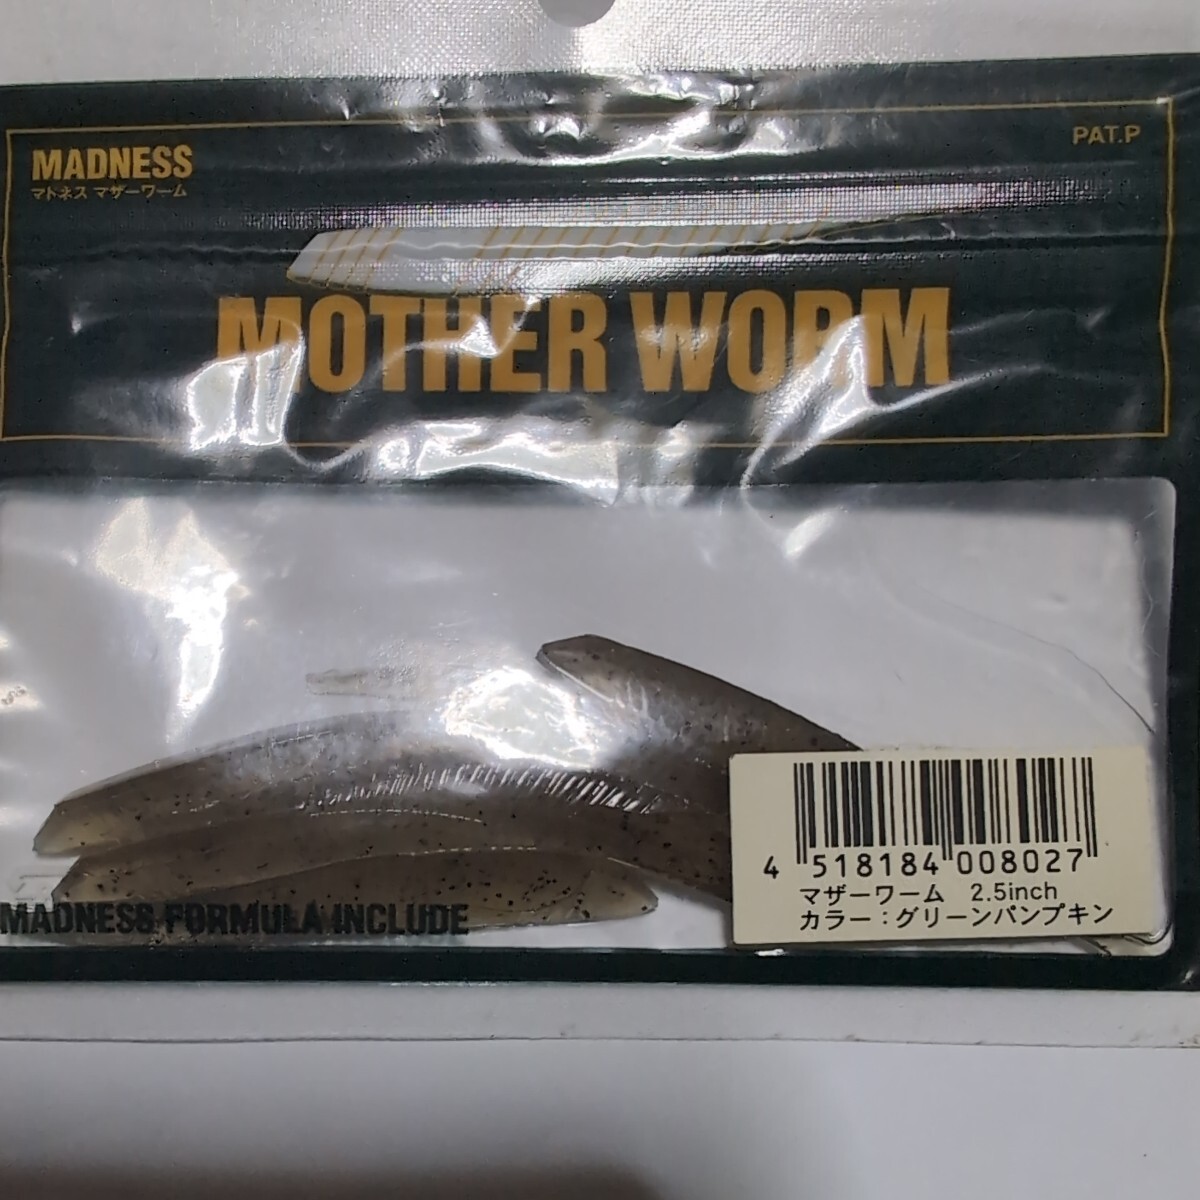 MADNESS
マドネス マザーワーム
PAT.P
MOTHER WORM
4 518184 008027
マザーワーム 2.5inch
カラー:グリーンパンプキン
MADNESS FORMULA INCLUDE